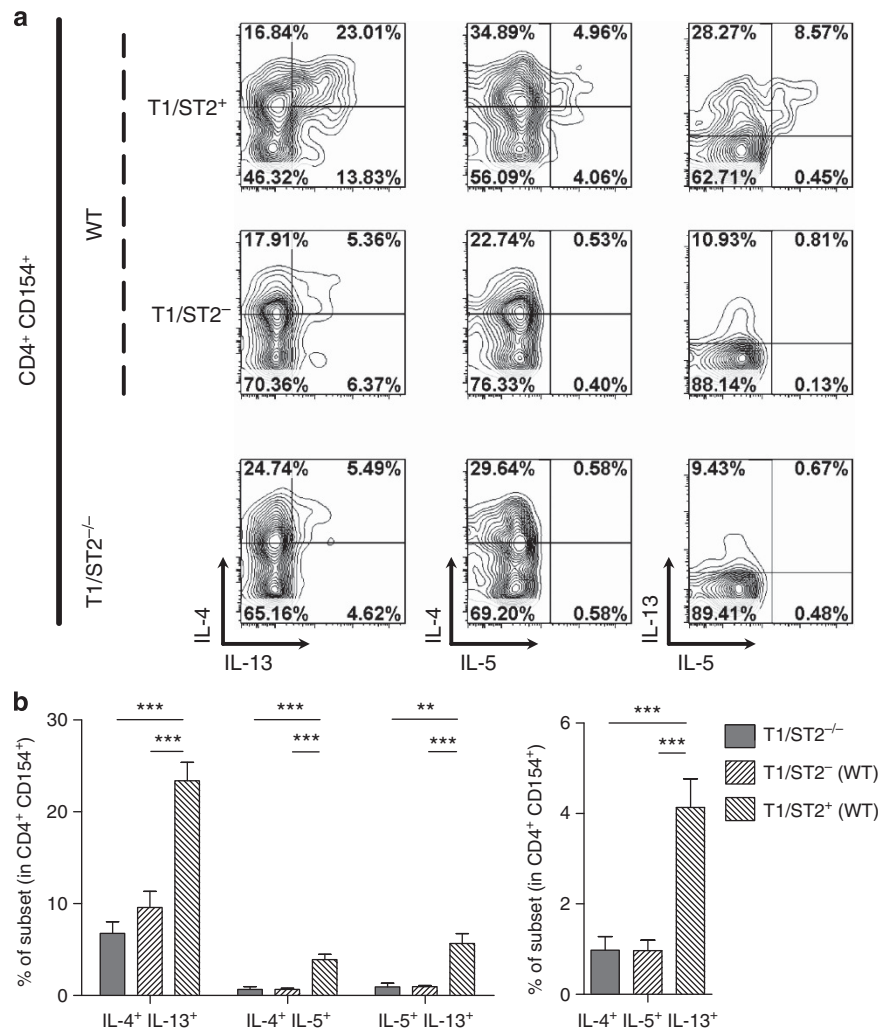 a
CD4⁺ CD154⁺
WT
T1/ST2⁺
16.84% 23.01%
46.32% 13.83%
34.89% 4.96%
56.09% 4.06%
28.27% 8.57%
62.71% 0.45%
T1/ST2⁻
17.91% 5.36%
70.36% 6.37%
22.74% 0.53%
76.33% 0.40%
10.93% 0.81%
88.14% 0.13%
T1/ST2⁻/⁻
24.74% 5.49%
65.16% 4.62%
29.64% 0.58%
69.20% 0.58%
9.43% 0.67%
89.41% 0.48%
IL-4
IL-13
IL-4
IL-5
IL-13
IL-5
b
% of subset (in CD4⁺ CD154⁺)
30
20
10
0
*** *** **
*** *** ***
IL-4⁺ IL-13⁺ IL-4⁺ IL-5⁺ IL-5⁺ IL-13⁺
% of subset (in CD4⁺ CD154⁺)
6
4
2
0
***
***
IL-4⁺ IL-5⁺ IL-13⁺
T1/ST2⁻/⁻
T1/ST2⁻ (WT)
T1/ST2⁺ (WT)